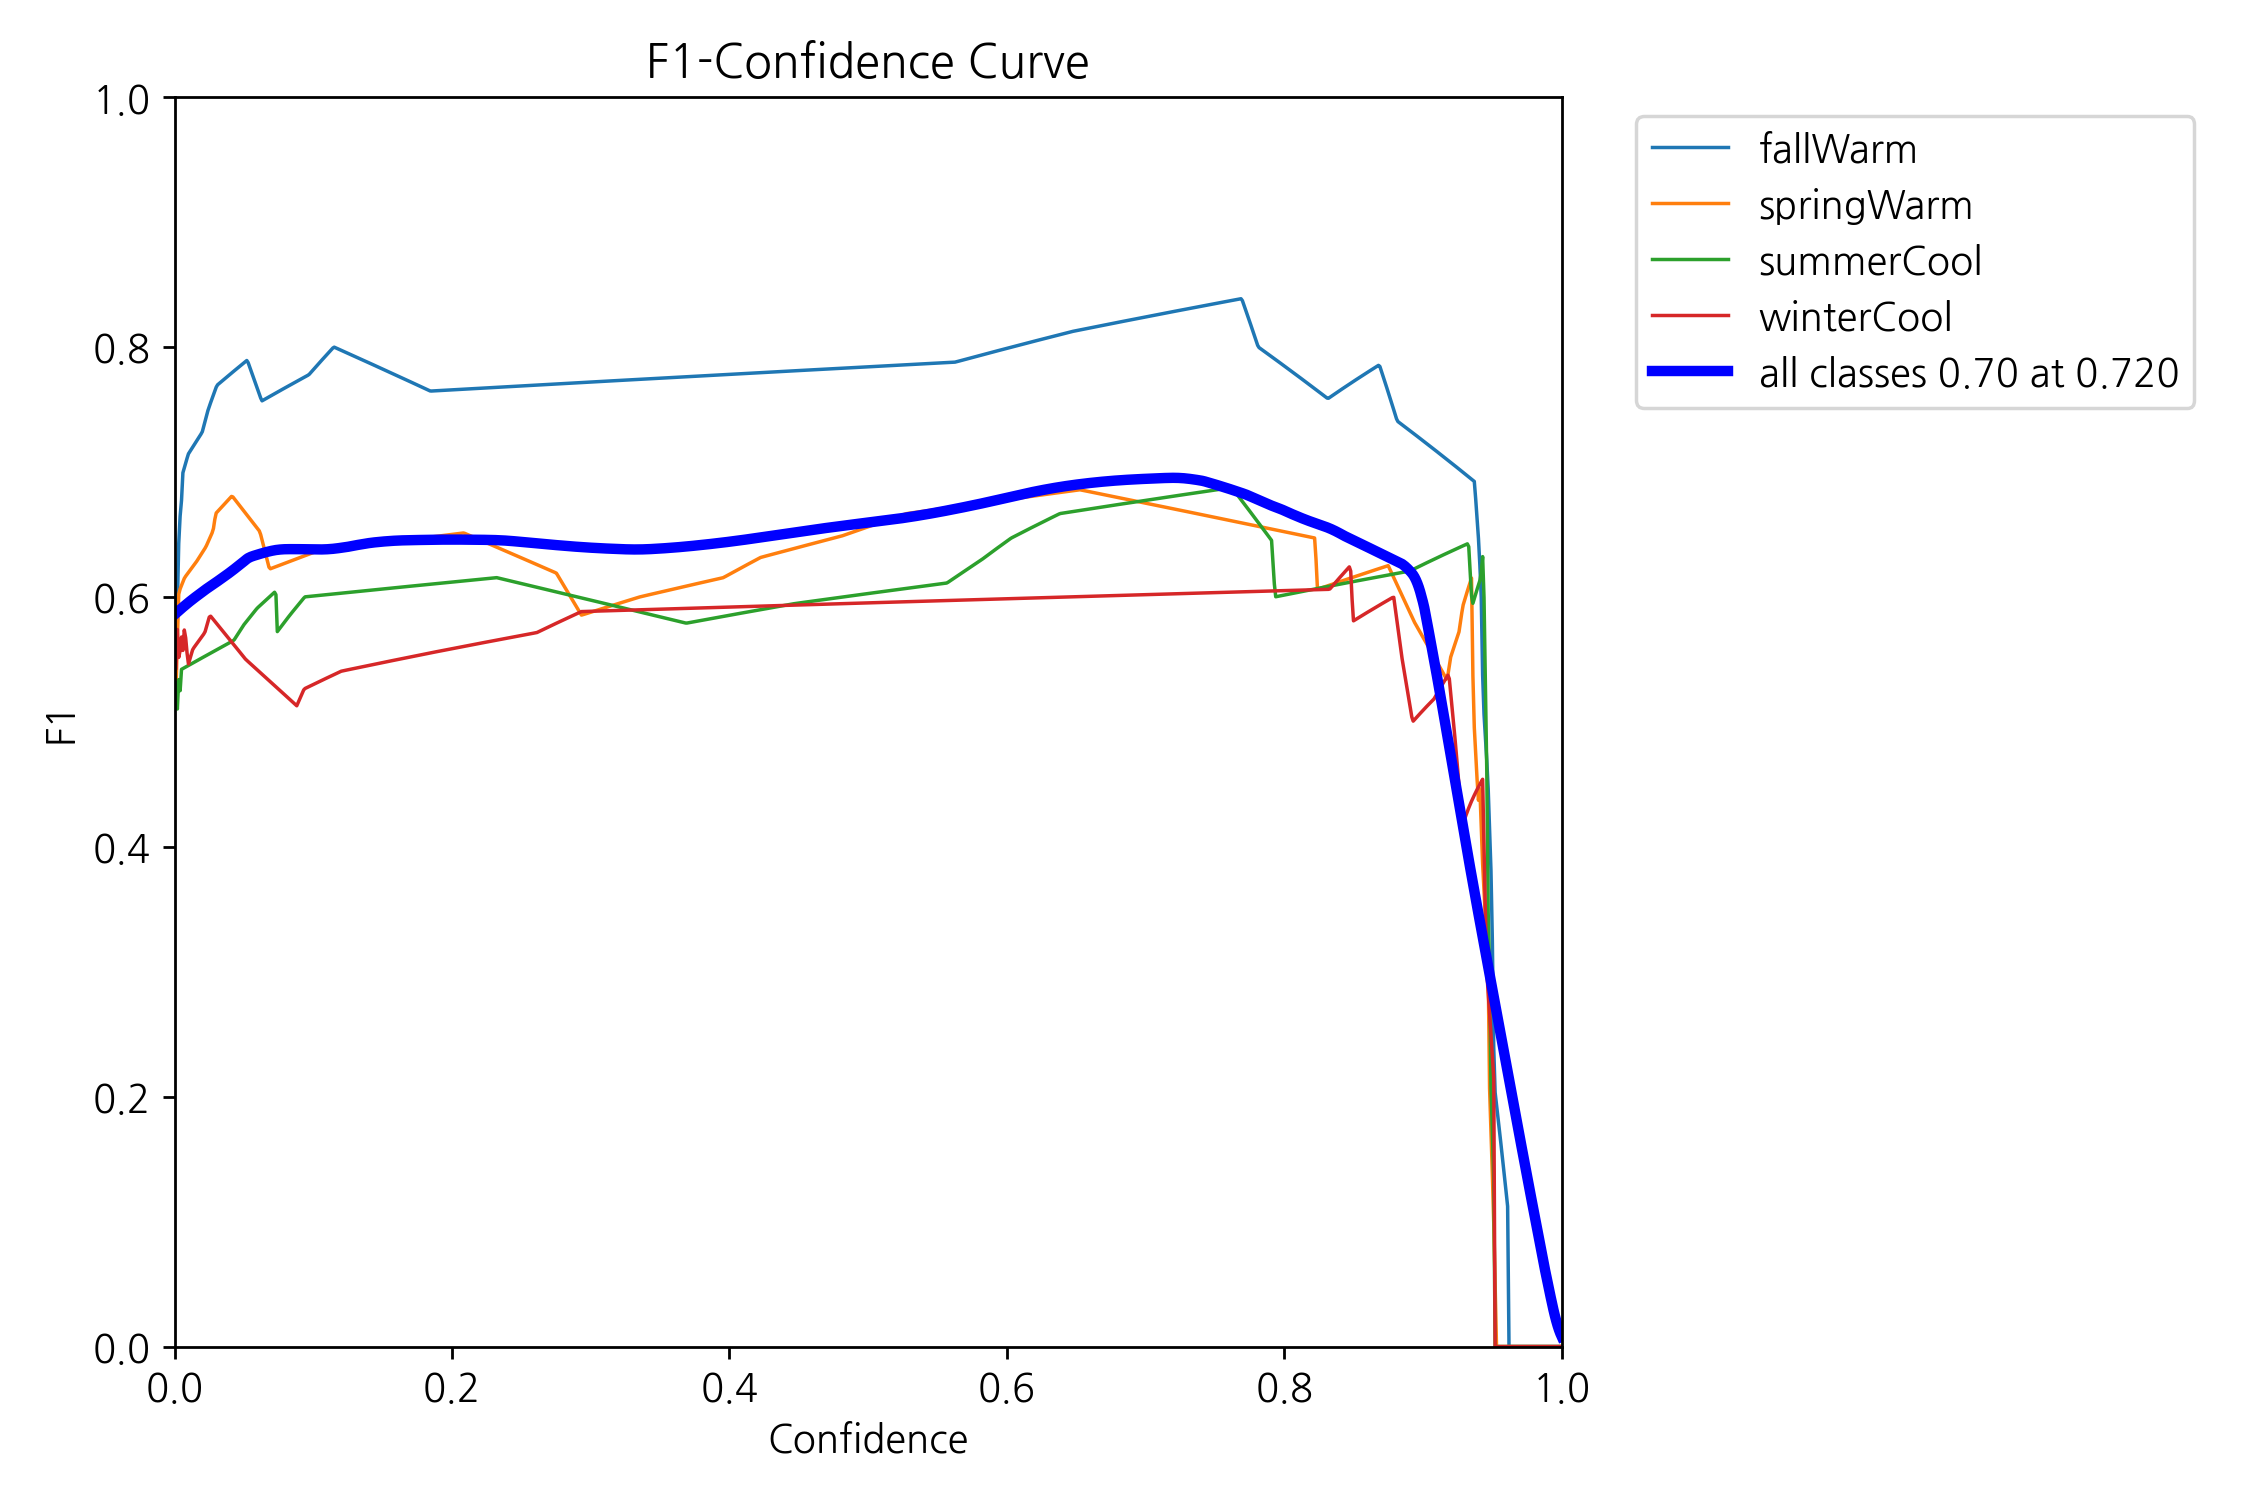 F1-Confidence Curve
1.0
0.8
0.6
0.4
0.2
0.0
F1
0.0 0.2 0.4 0.6 0.8 1.0
Confidence
fallWarm
springWarm
summerCool
winterCool
all classes 0.70 at 0.720